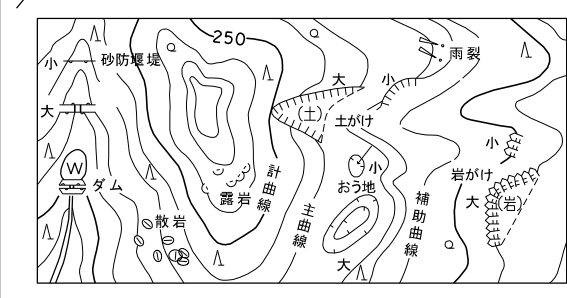 250
小 砂防堰堤
大
W
ダム
散岩
露岩
計曲線
主曲線
大
(土)
土がけ
小
雨裂
小
おう地
大
補助曲線
小
岩がけ
大
(岩)